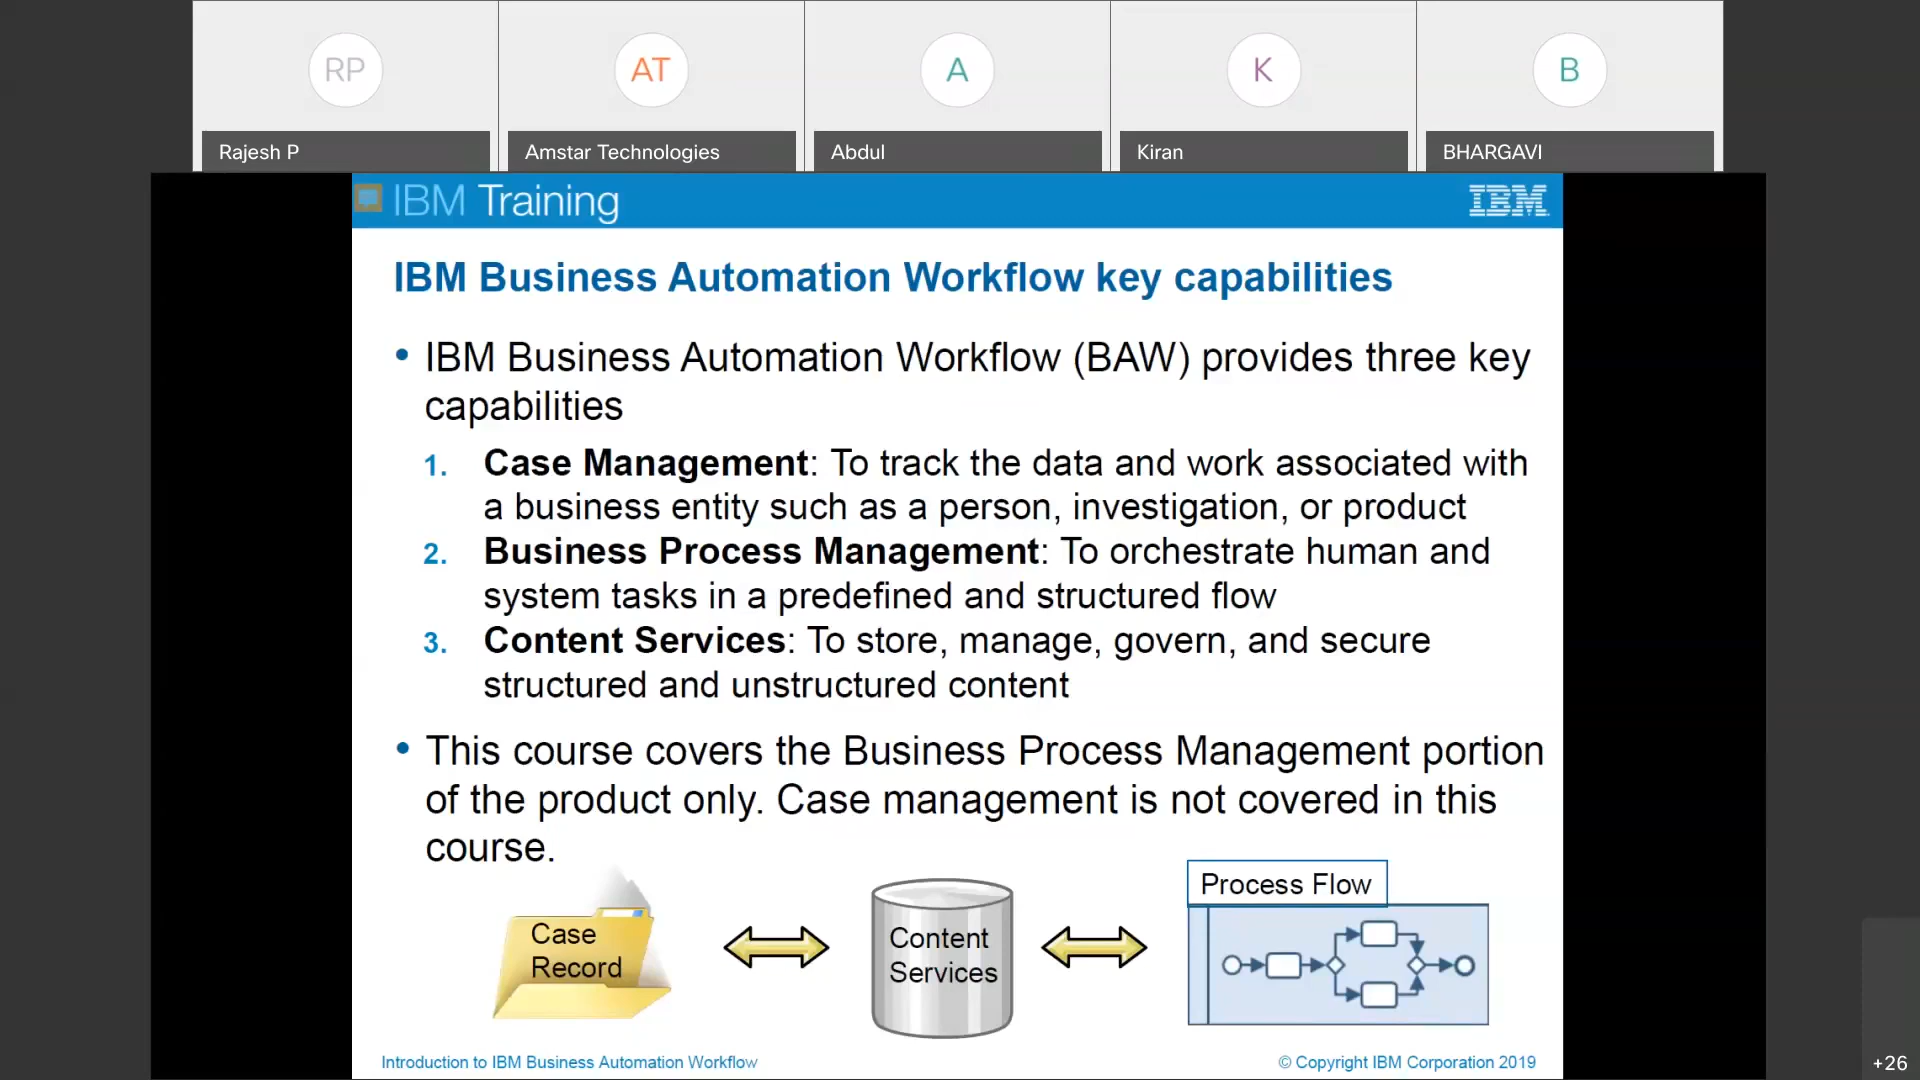 RP
AT
A
K
B
Rajesh P
Amstar Technologies
Abdul
Kiran
BHARGAVI
IBM Training
IBM
IBM Business Automation Workflow key capabilities
• IBM Business Automation Workflow (BAW) provides three key
capabilities
1. Case Management: To track the data and work associated with
a business entity such as a person, investigation, or product
2. Business Process Management: To orchestrate human and
system tasks in a predefined and structured flow
3. Content Services: To store, manage, govern, and secure
structured and unstructured content
• This course covers the Business Process Management portion
of the product only. Case management is not covered in this
course.
Process Flow
Case
Record
Content
Services
Introduction to IBM Business Automation Workflow
© Copyright IBM Corporation 2019
+26